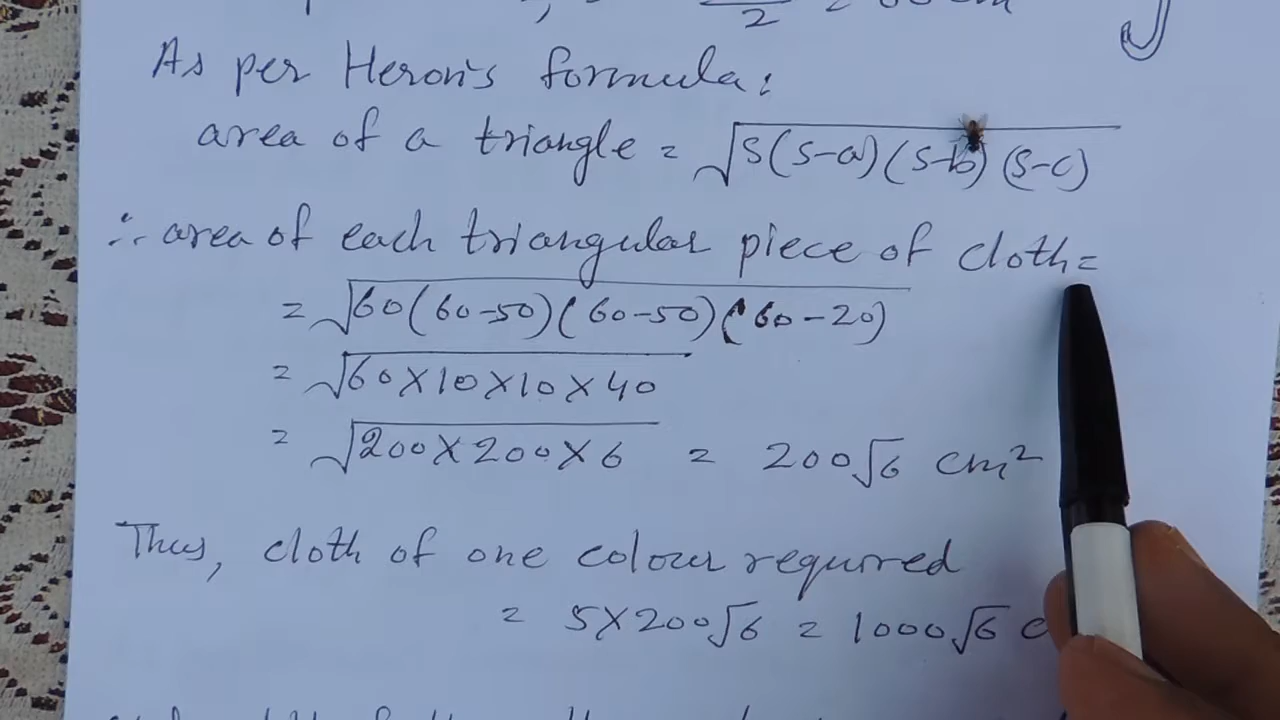 As per Heron's formula:
area of a triangle = √s(s-a)(s-b)(s-c)
∴ area of each triangular piece of cloth=
= √60(60-50)(60-50)(60-20)
= √60×10×10×40
= √200×200×6 = 200√6 cm²
Thus, cloth of one colour required
= 5×200√6 = 1000√6 c